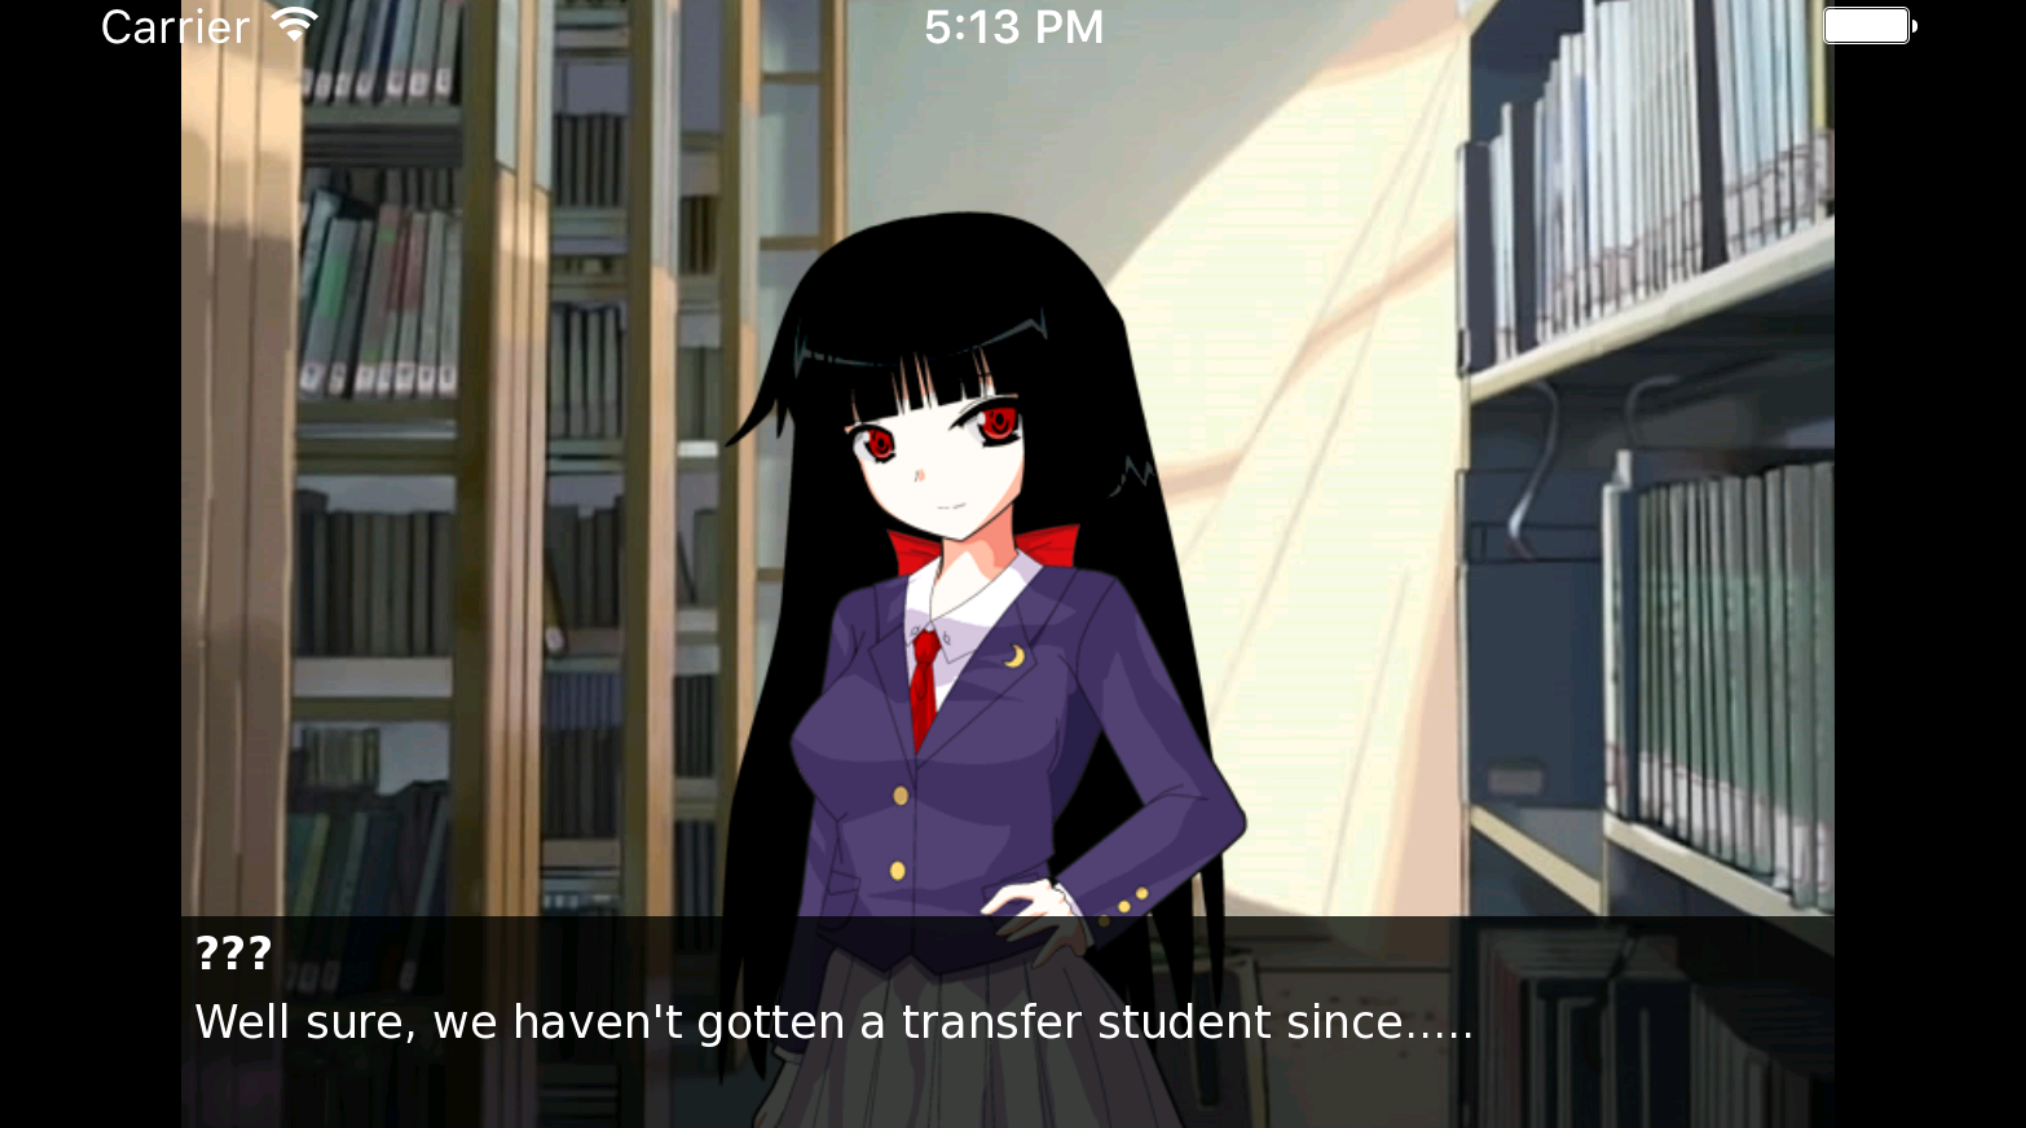 Carrier
5:13 PM
???
Well sure, we haven't gotten a transfer student since.....